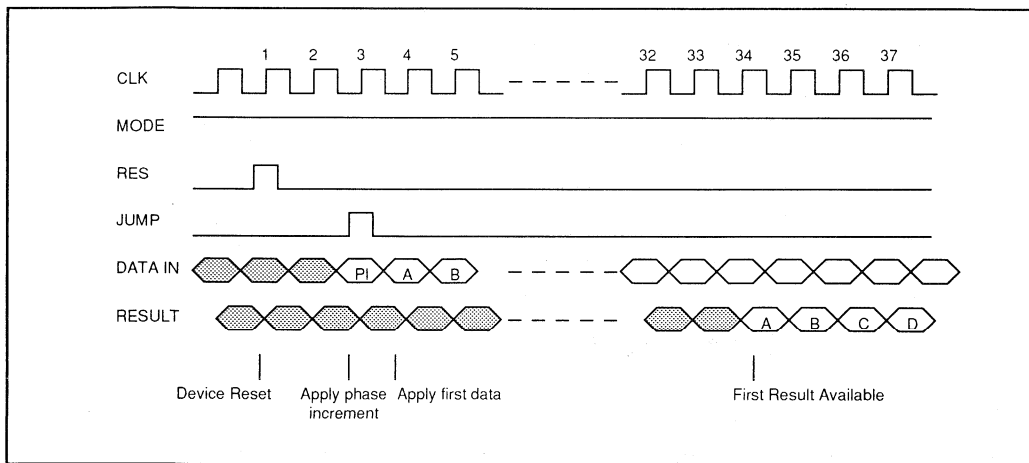 1 2 3 4 5 32 33 34 35 36 37
CLK
MODE
RES
JUMP
DATA IN PI A B
RESULT A B C D
Device Reset Apply phase increment Apply first data First Result Available